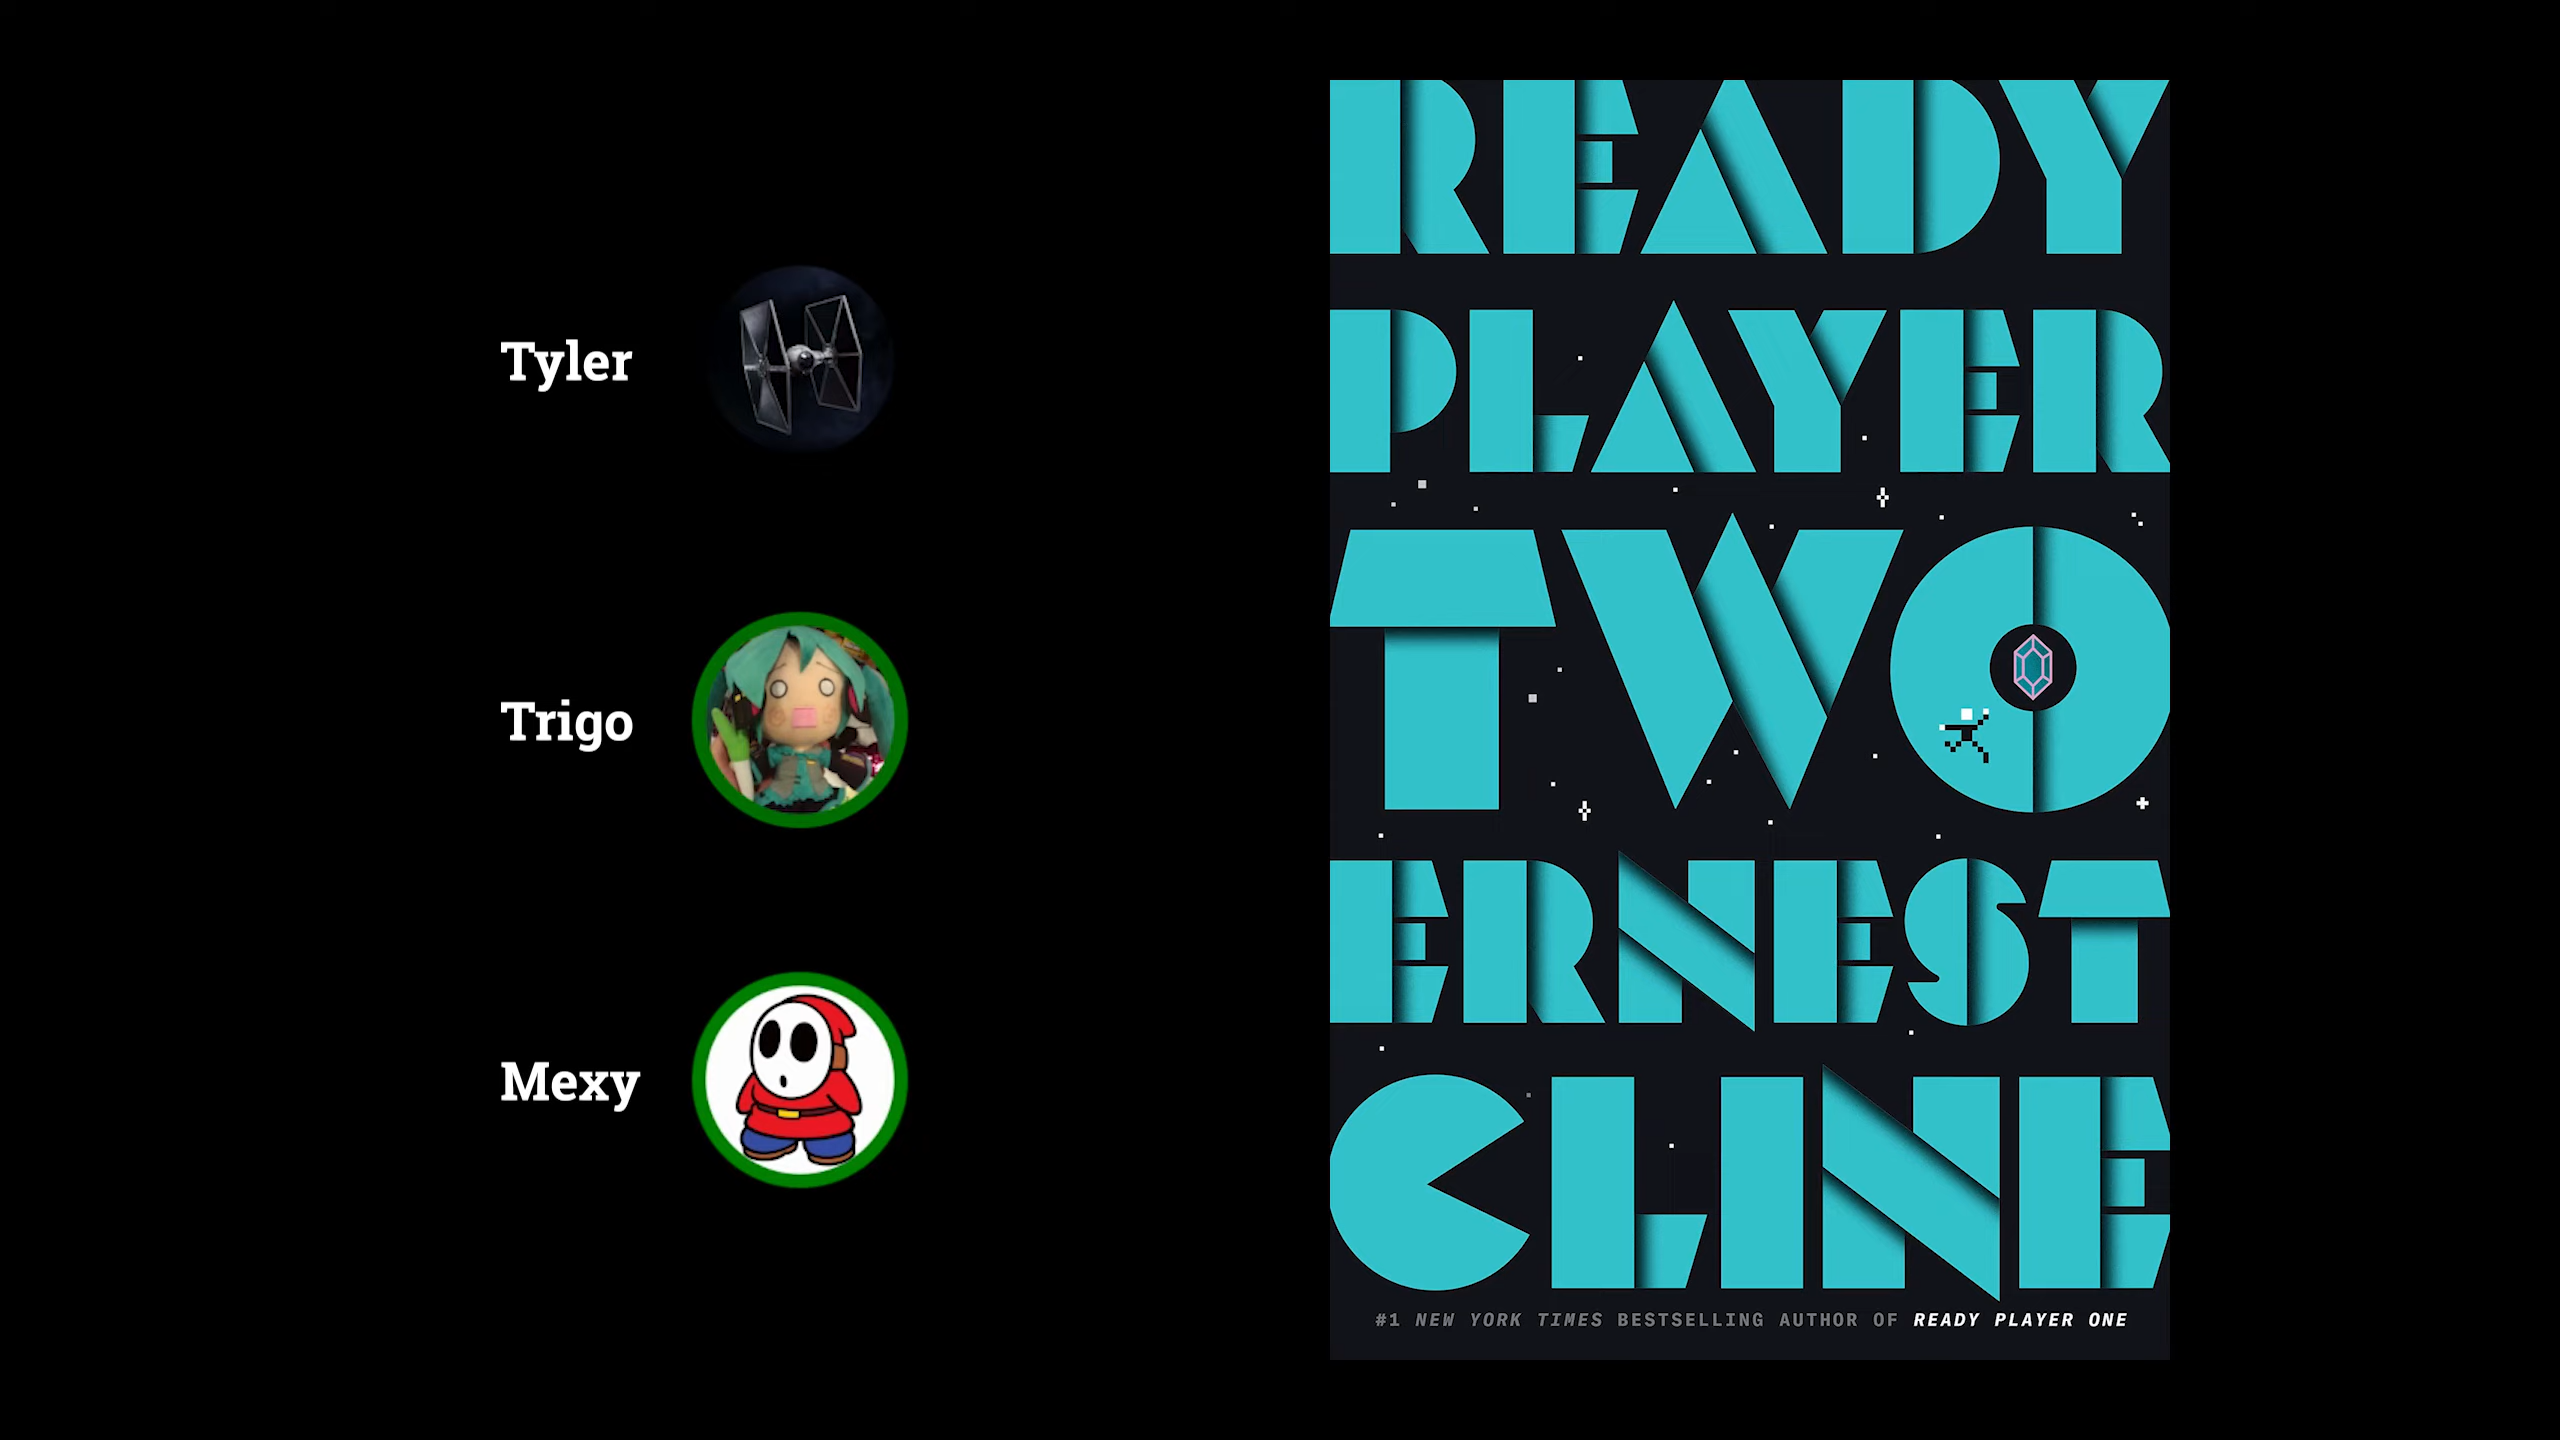 Tyler
Trigo
Mexy
READY
PLAYER
TWO
ERNEST
CLINE
#1 NEW YORK TIMES BESTSELLING AUTHOR OF READY PLAYER ONE